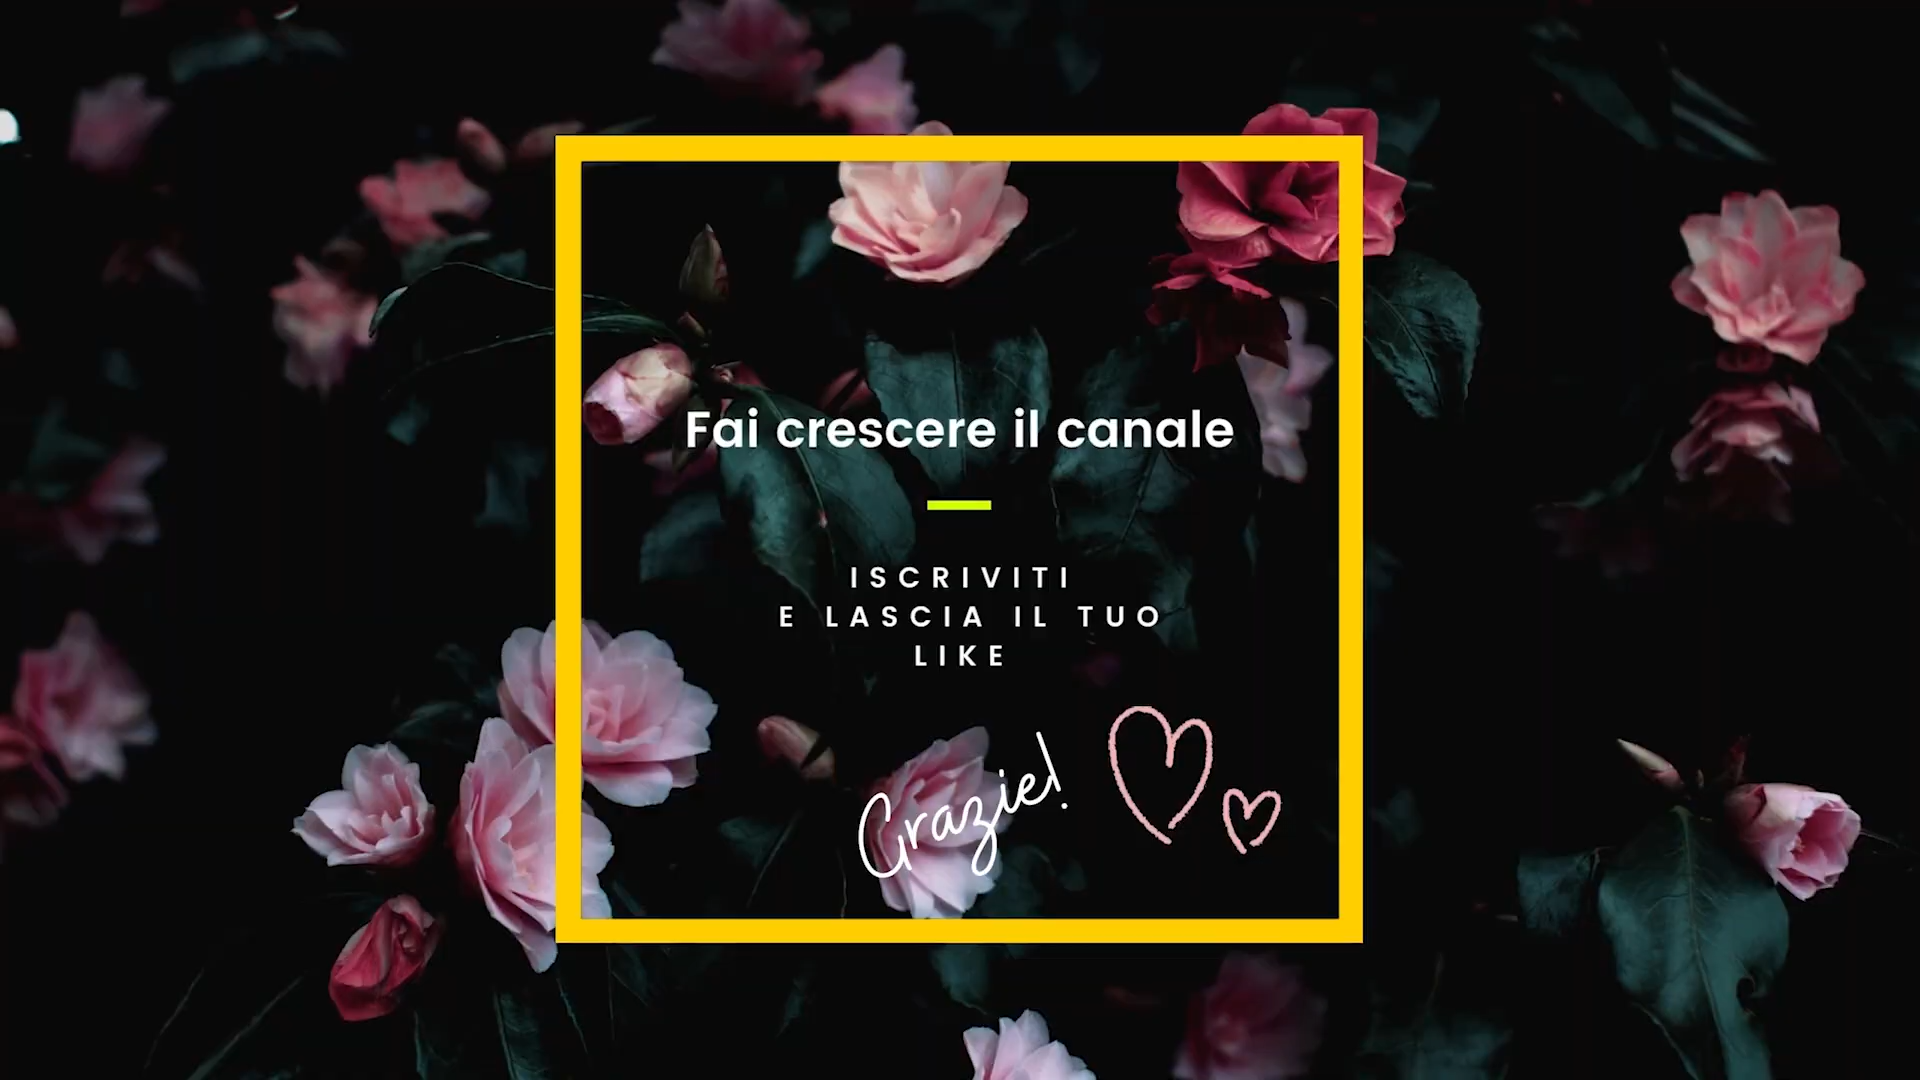 Fai crescere il canale
ISCRIVITI
E LASCIA IL TUO
LIKE
Grazie!